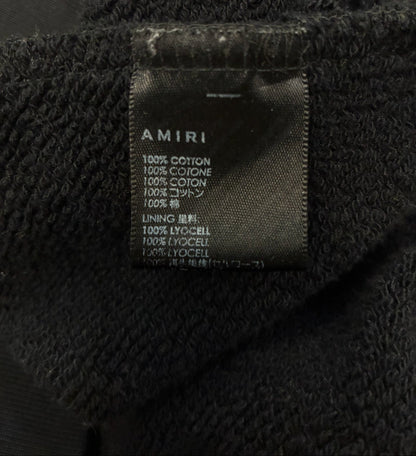 AMIRI
100% COTTON
100% COTONE
100% COTON
100% コットン
100% 棉
LINING 里料:
100% LYOCELL
100% LYOCELL
100% LYOCELL
100%